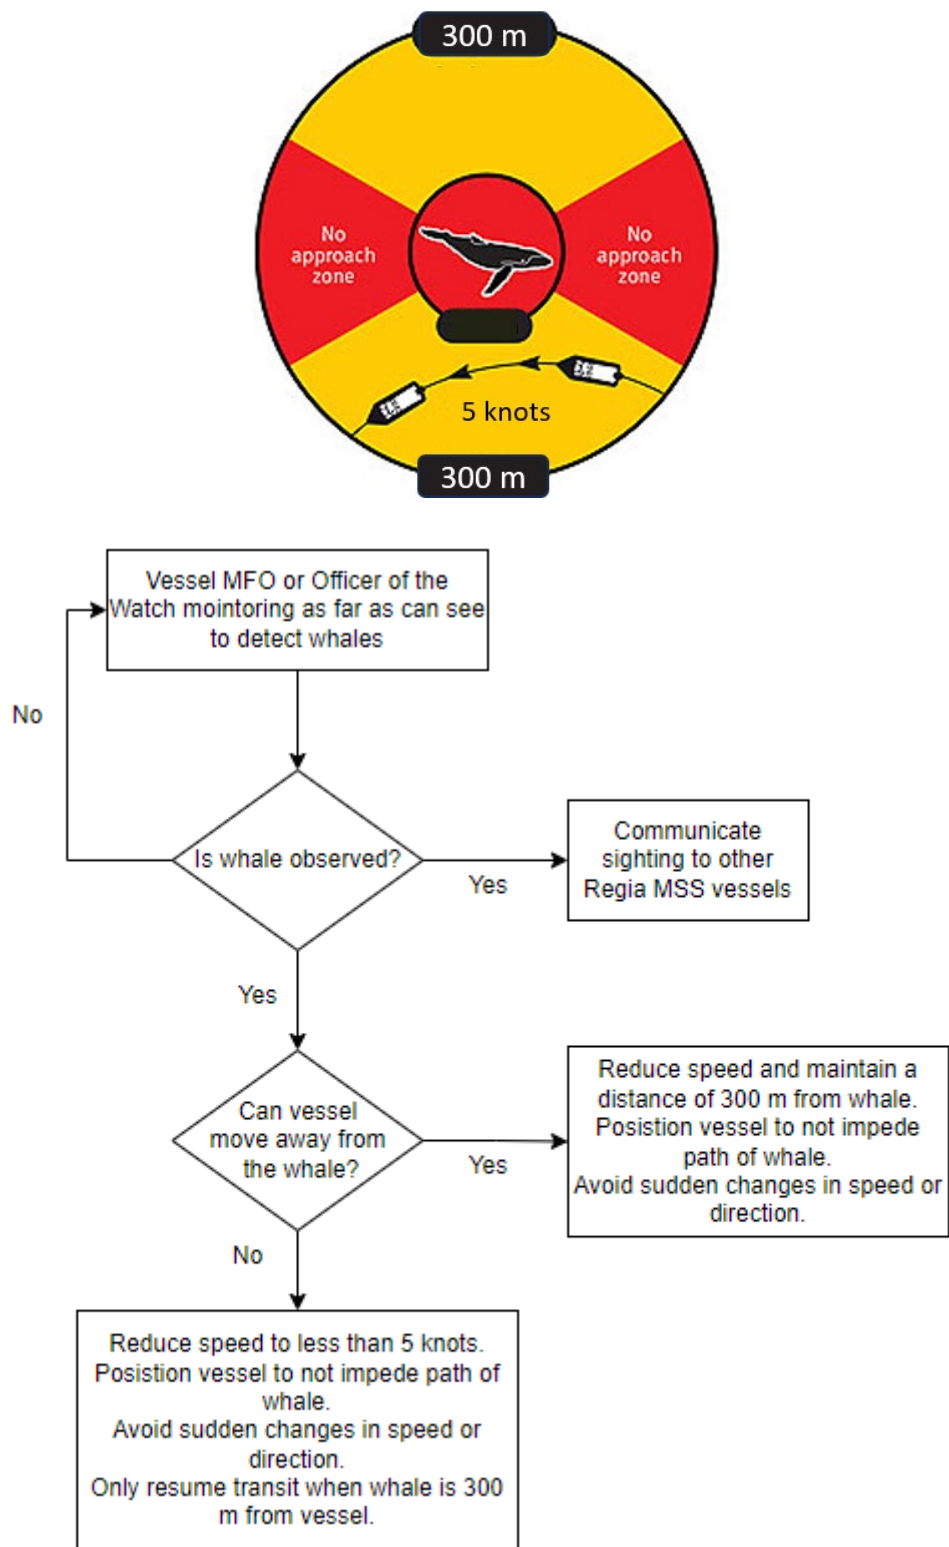 300 m
No
approach
zone
No
approach
zone
5 knots
300 m
Vessel MFO or Officer of the
Watch mointoring as far as can see
to detect whales
No
Is whale observed?
Yes
Communicate
sighting to other
Regia MSS vessels
Yes
Can vessel
move away from
the whale?
Yes
Reduce speed and maintain a
distance of 300 m from whale.
Posistion vessel to not impede
path of whale.
Avoid sudden changes in speed or
direction.
No
Reduce speed to less than 5 knots.
Posistion vessel to not impede path of
whale.
Avoid sudden changes in speed or
direction.
Only resume transit when whale is 300
m from vessel.